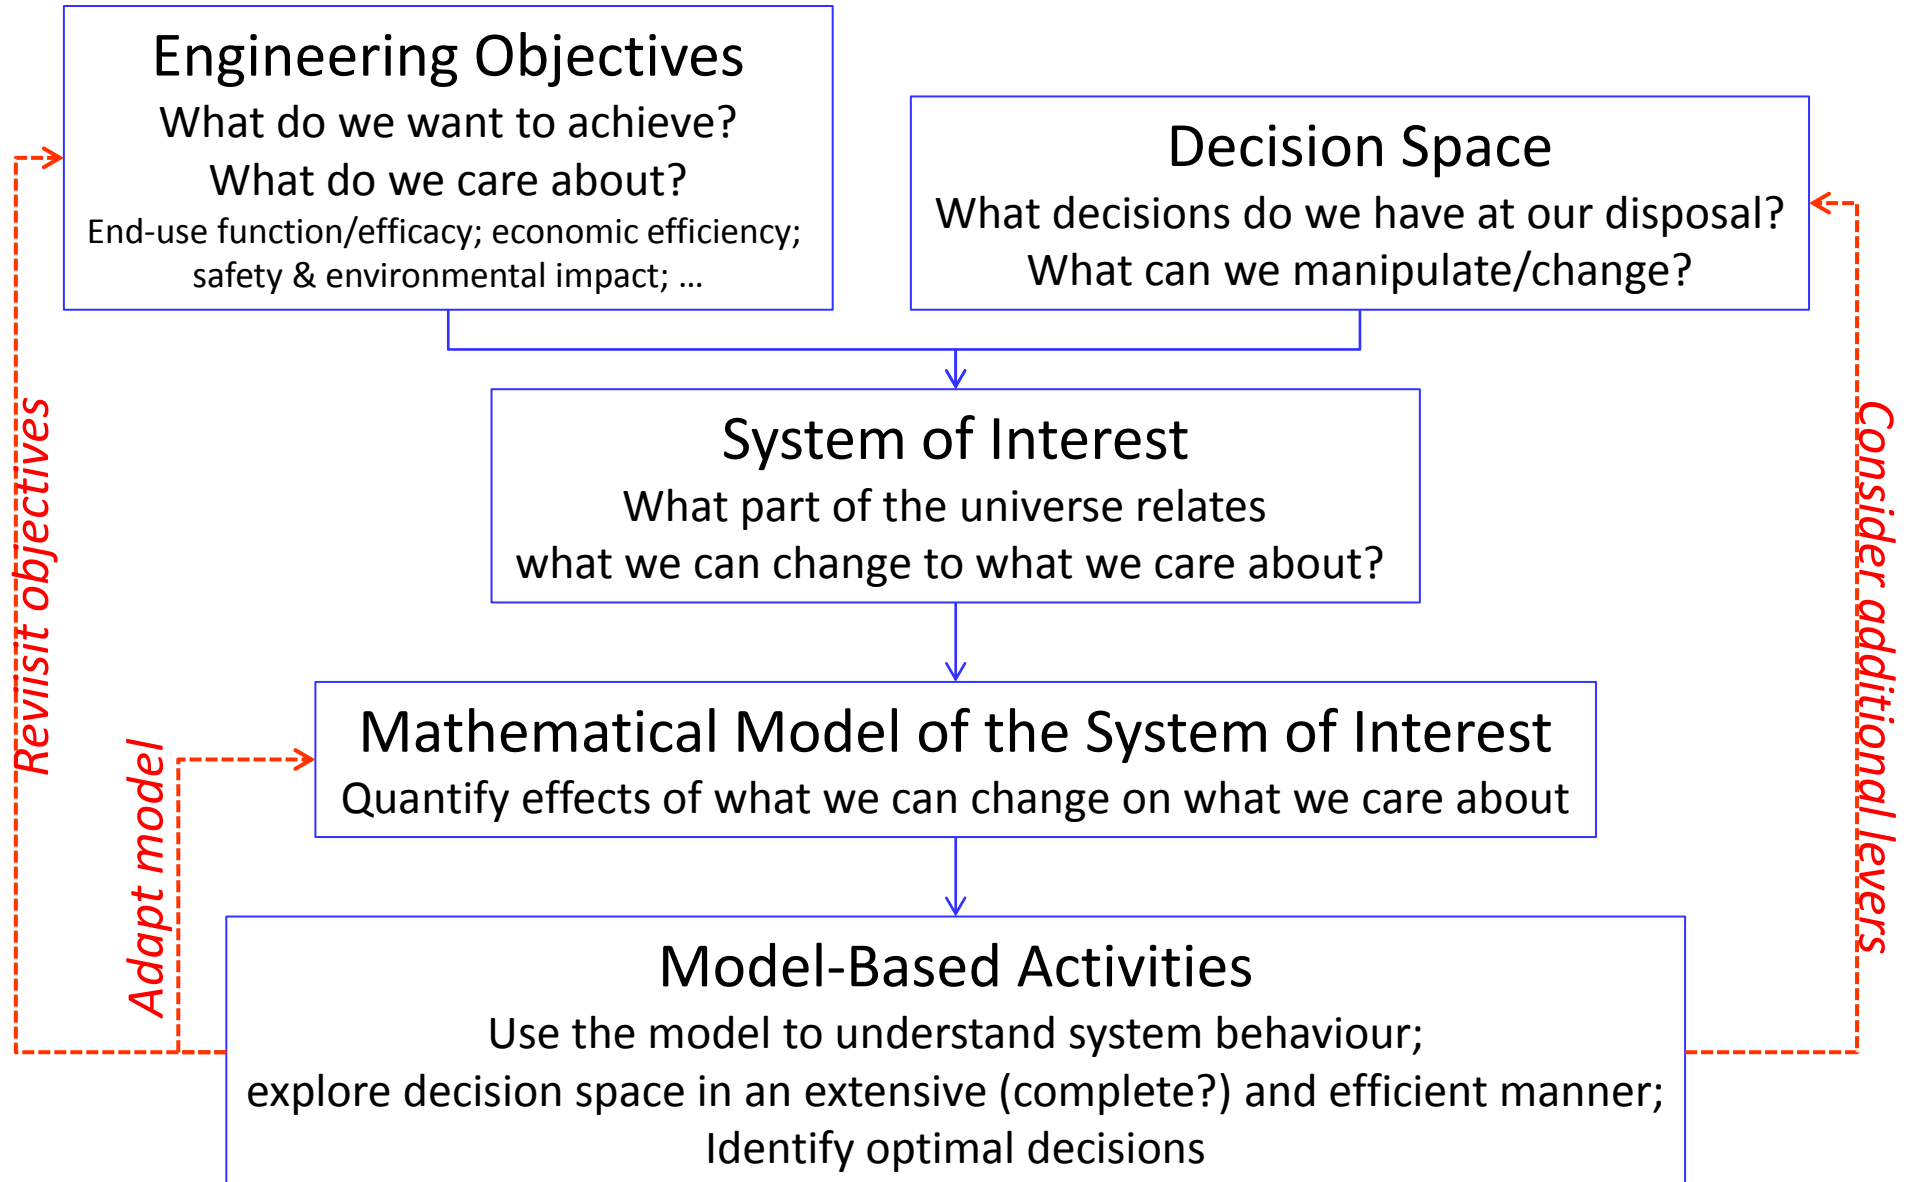 Engineering Objectives
What do we want to achieve?
What do we care about?
End-use function/efficacy; economic efficiency;
safety & environmental impact; ...
Decision Space
What decisions do we have at our disposal?
What can we manipulate/change?
System of Interest
What part of the universe relates
what we can change to what we care about?
Mathematical Model of the System of Interest
Quantify effects of what we can change on what we care about
Model-Based Activities
Use the model to understand system behaviour;
explore decision space in an extensive (complete?) and efficient manner;
Identify optimal decisions
Reviisit objectives
Adapt model
Consider additional levers